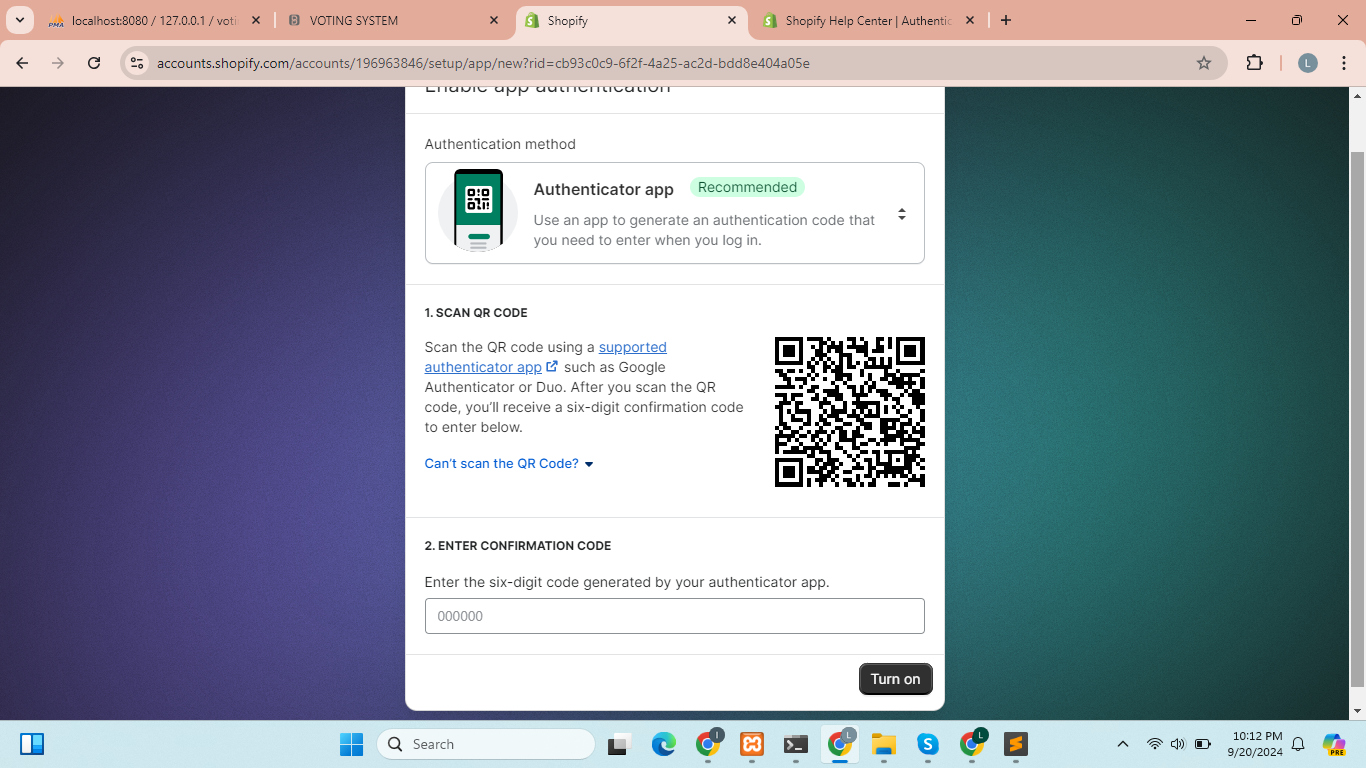 localhost:8080 / 127.0.0.1 / voti
VOTING SYSTEM
Shopify
Shopify Help Center | Authentic
accounts.shopify.com/accounts/196963846/setup/app/new?rid=cb93c0c9-6f2f-4a25-ac2d-bdd8e404a05e
L
Enable app authentication
Authentication method
Authenticator app
Recommended
Use an app to generate an authentication code that
you need to enter when you log in.
1. SCAN QR CODE
Scan the QR code using a supported
authenticator app such as Google
Authenticator or Duo. After you scan the QR
code, you’ll receive a six-digit confirmation code
to enter below.
Can’t scan the QR Code?
2. ENTER CONFIRMATION CODE
Enter the six-digit code generated by your authenticator app.
000000
Turn on
Search
I
L
L
10:12 PM
9/20/2024
PRE